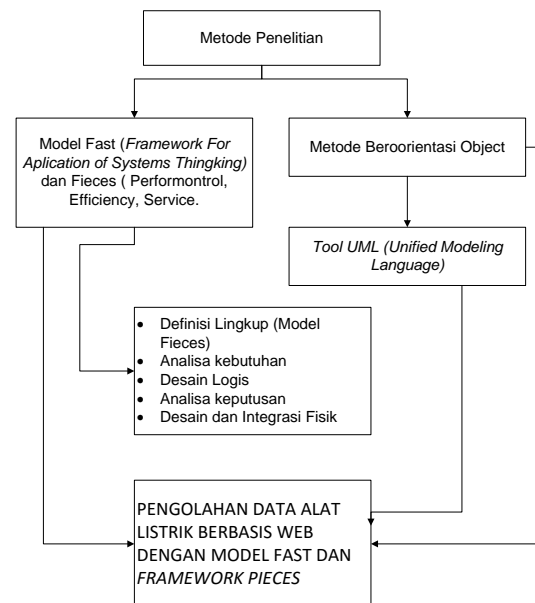 Metode Penelitian
Model Fast (Framework For
Aplication of Systems Thingking)
dan Fieces ( Performontrol,
Efficiency, Service.
Metode Beroorientasi Object
Tool UML (Unified Modeling
Language)
• Definisi Lingkup (Model
Fieces)
• Analisa kebutuhan
• Desain Logis
• Analisa keputusan
• Desain dan Integrasi Fisik
PENGOLAHAN DATA ALAT
LISTRIK BERBASIS WEB
DENGAN MODEL FAST DAN
FRAMEWORK PIECES